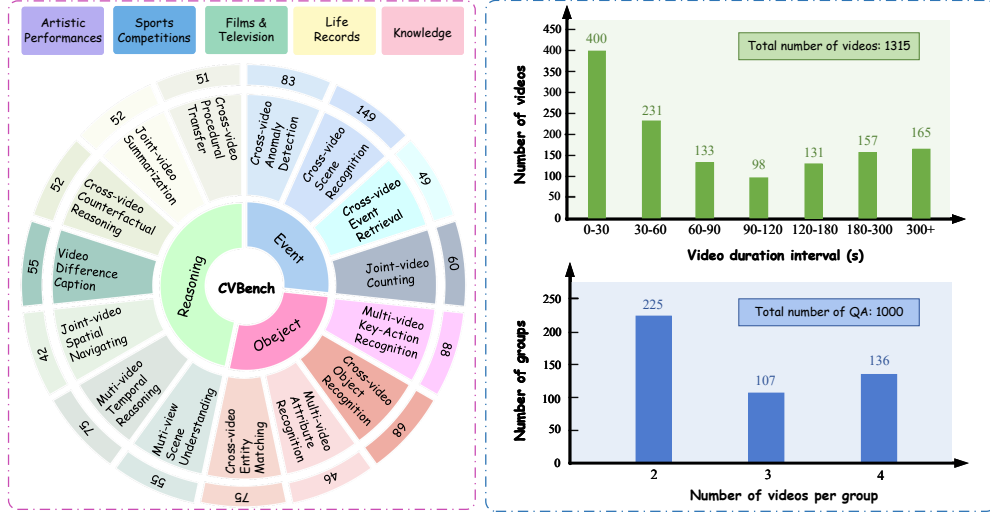 Artistic
Performances
Sports
Competitions
Films &
Television
Life
Records
Knowledge
83
Cross-video
Anomaly
Detection
149
Cross-video
Scene
Recognition
49
Cross-video
Event
Retrieval
60
Joint-video
Counting
88
Multi-video
Key-Action
Recognition
68
Cross-video
Object
Recognition
46
Multi-video
Attribute
Recognition
75
Cross-video
Entity
Matching
55
Muti-view
Scene
Understanding
75
Muti-video
Temporal
Reasoning
42
Joint-video
Spatial
Navigating
55
Video
Difference
Caption
52
Cross-video
Counterfactual
Reasoning
52
Joint-video
Summarization
51
Cross-video
Procedural
Transfer
Event
Obeject
Reasoning
CVBench
Number of videos
450
400
350
300
250
200
150
100
50
0
Total number of videos: 1315
400
231
133
98
131
157
165
0-30
30-60
60-90
90-120
120-180
180-300
300+
Video duration interval (s)
Number of groups
250
200
150
100
50
0
Total number of QA: 1000
225
107
136
2
3
4
Number of videos per group